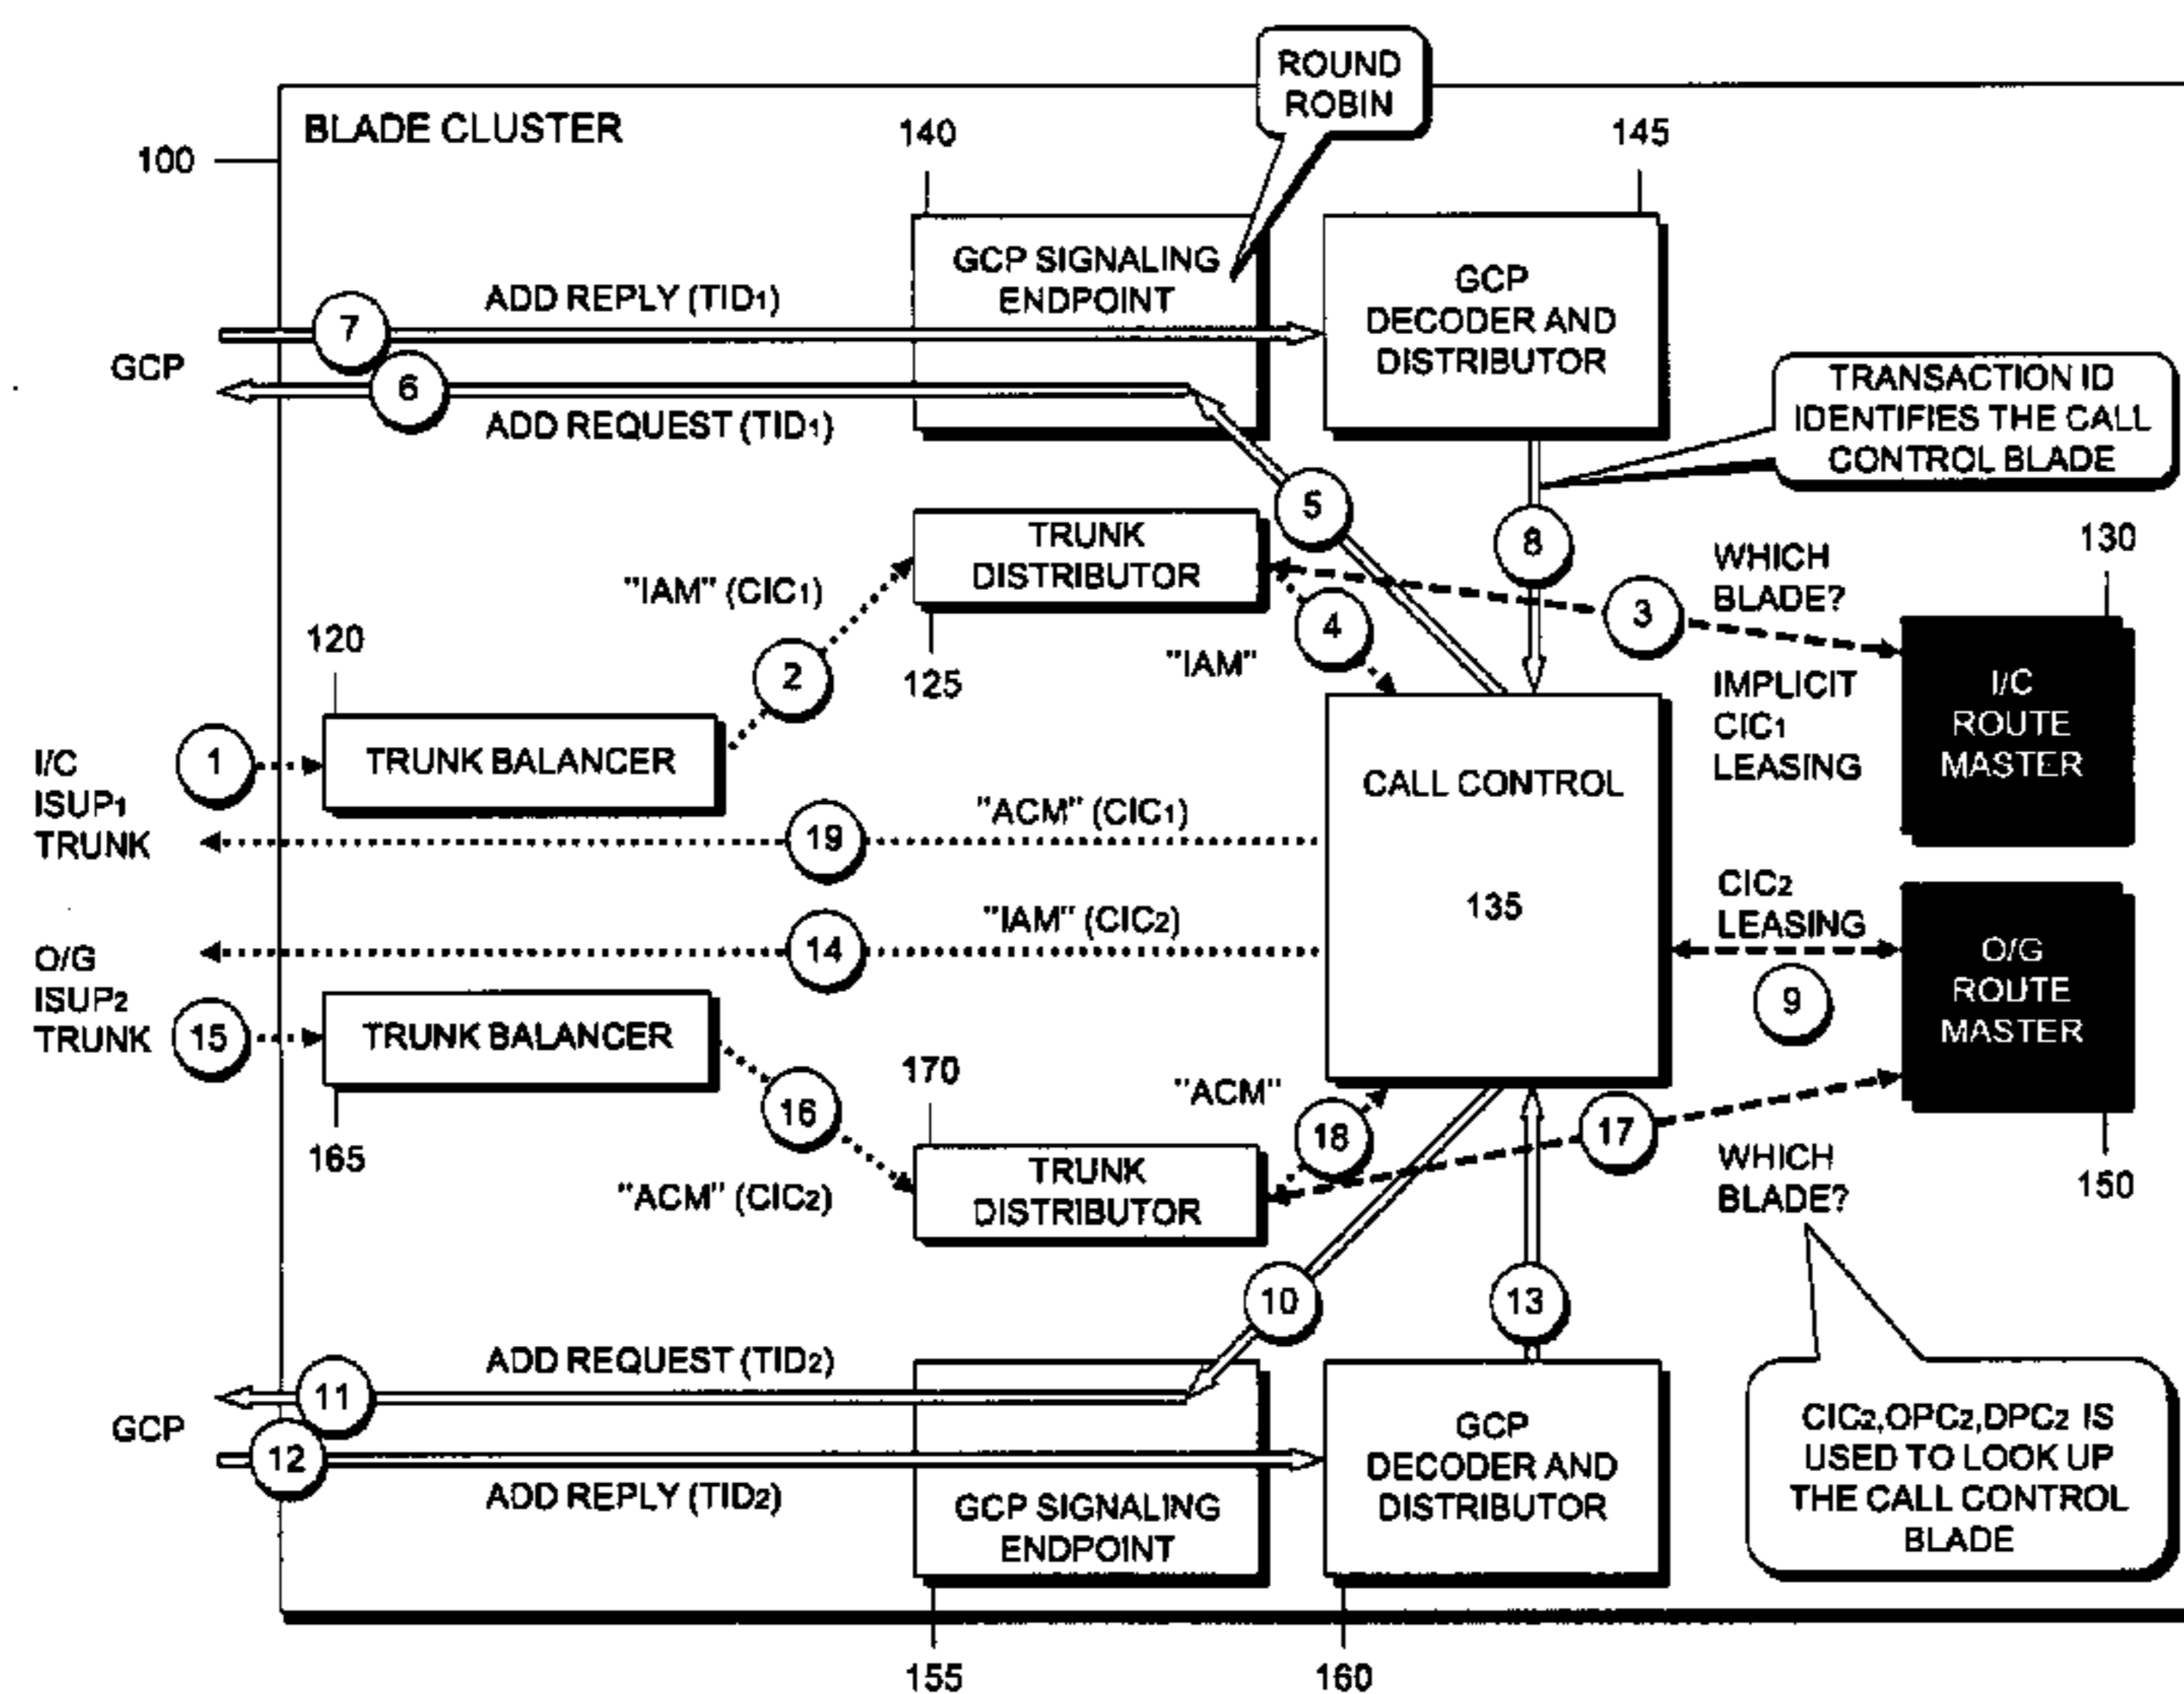 ROUND
ROBIN
BLADE CLUSTER
100
140
145
GCP SIGNALING
ENDPOINT
GCP
DECODER AND
DISTRIBUTOR
ADD REPLY (TID1)
7
GCP
6
ADD REQUEST (TID1)
TRANSACTION ID
IDENTIFIES THE CALL
CONTROL BLADE
5
8
TRUNK
DISTRIBUTOR
125
"IAM" (CIC1)
2
4
"IAM"
3
WHICH
BLADE?
IMPLICIT
CIC1
LEASING
130
I/C
ROUTE
MASTER
120
TRUNK BALANCER
1
I/C
ISUP1
TRUNK
"ACM" (CIC1)
19
CALL CONTROL
135
"IAM" (CIC2)
14
CIC2
LEASING
9
O/G
ROUTE
MASTER
150
O/G
ISUP2
TRUNK
15
TRUNK BALANCER
165
16
"ACM" (CIC2)
170
TRUNK
DISTRIBUTOR
"ACM"
18
17
WHICH
BLADE?
10
13
ADD REQUEST (TID2)
11
GCP
12
ADD REPLY (TID2)
GCP SIGNALING
ENDPOINT
GCP
DECODER AND
DISTRIBUTOR
CIC2,OPC2,DPC2 IS
USED TO LOOK UP
THE CALL CONTROL
BLADE
155
160